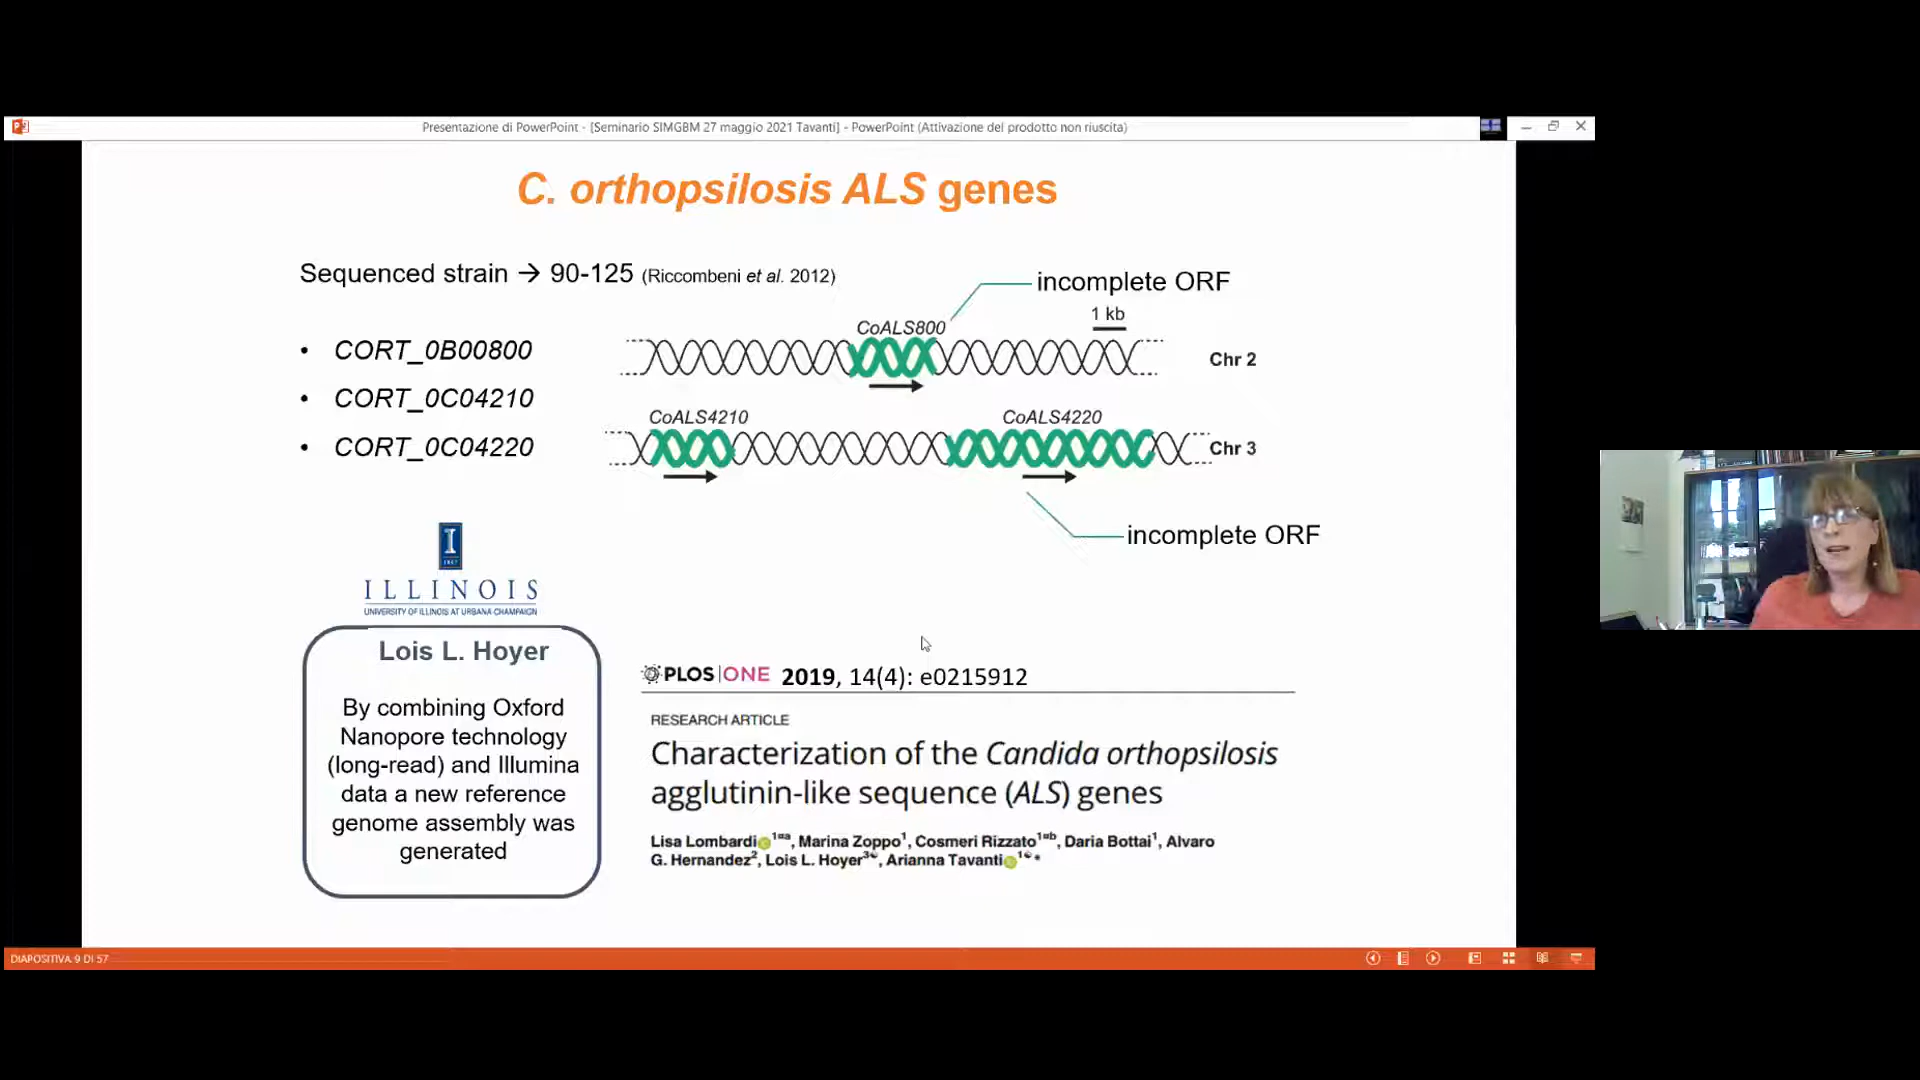 Presentazione di PowerPoint - [Seminario SIMGBM 27 maggio 2021 Tavanti] - PowerPoint (Attivazione del prodotto non riuscita)
C. orthopsilosis ALS genes
Sequenced strain → 90-125 (Riccombeni et al. 2012)
incomplete ORF
1 kb
CoALS800
• CORT_0B00800
Chr 2
• CORT_0C04210
CoALS4210
CoALS4220
• CORT_0C04220
Chr 3
incomplete ORF
I
1867
ILLINOIS
UNIVERSITY OF ILLINOIS AT URBANA CHAMPAIGN
Lois L. Hoyer
By combining Oxford
Nanopore technology
(long-read) and Illumina
data a new reference
genome assembly was
generated
PLOS|ONE 2019, 14(4): e0215912
RESEARCH ARTICLE
Characterization of the Candida orthopsilosis
agglutinin-like sequence (ALS) genes
Lisa Lombardi1¤a, Marina Zoppo1, Cosmeri Rizzato1¤b, Daria Bottai1, Alvaro
G. Hernandez2, Lois L. Hoyer3, Arianna Tavanti1*
DIAPOSITIVA 9 DI 57